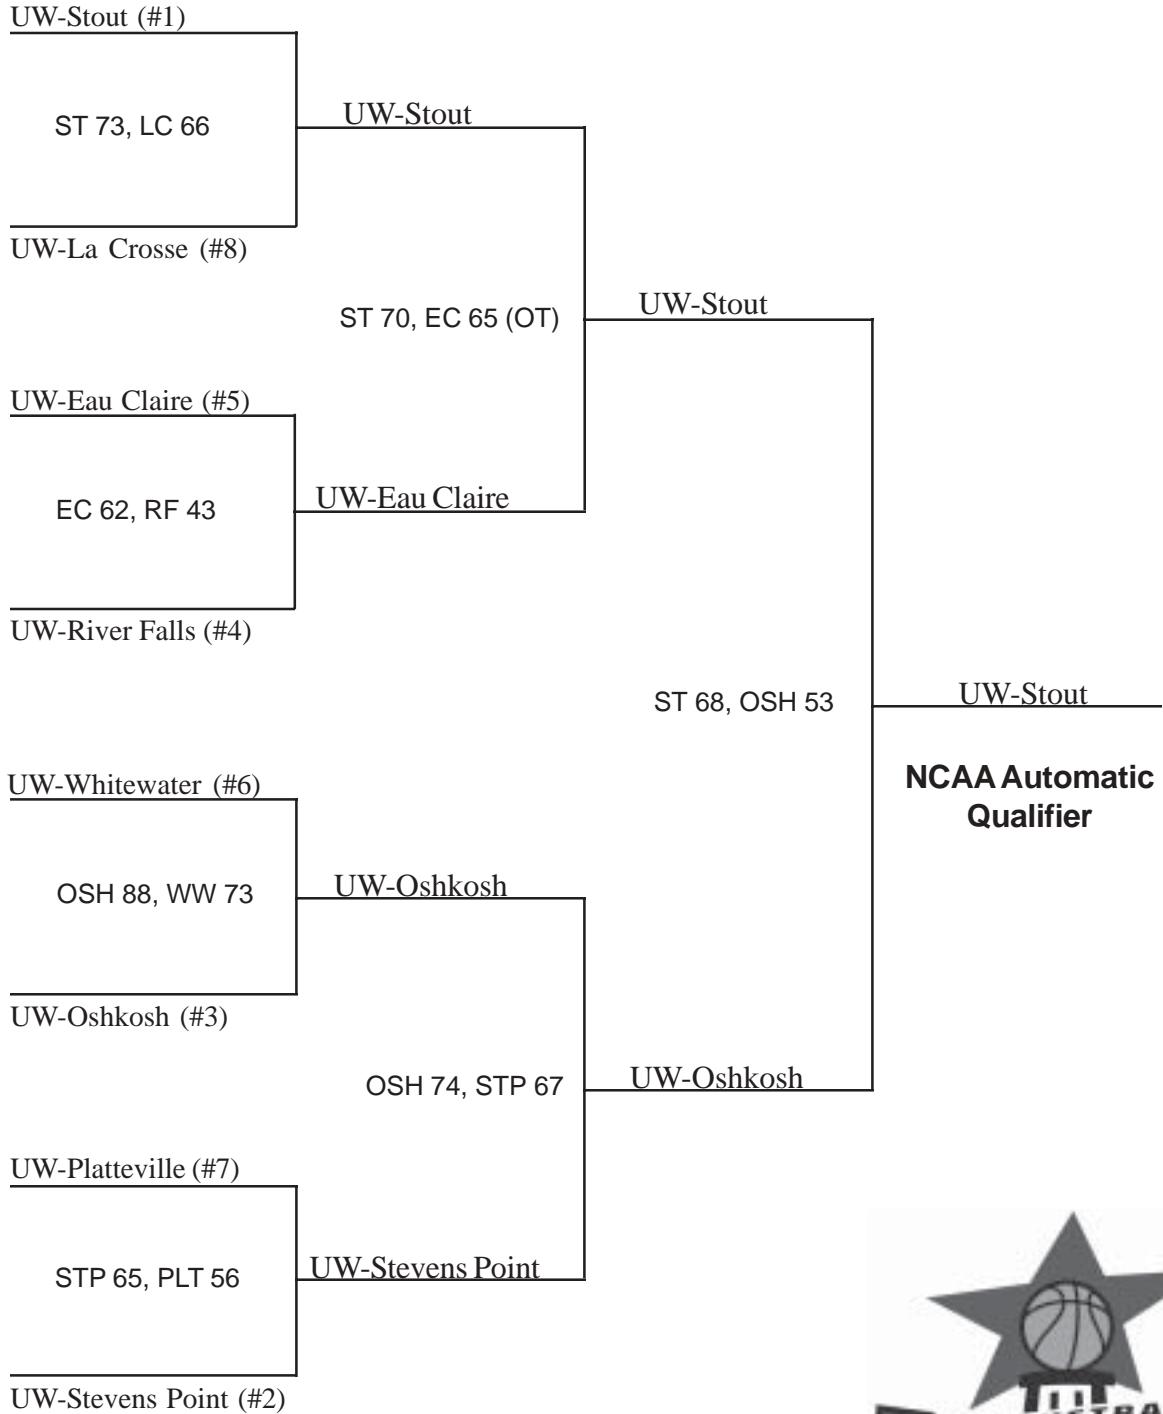 UW-Stout (#1)
ST 73, LC 66
UW-Stout
UW-La Crosse (#8)
ST 70, EC 65 (OT)
UW-Stout
UW-Eau Claire (#5)
EC 62, RF 43
UW-Eau Claire
UW-River Falls (#4)
ST 68, OSH 53
UW-Stout
NCAA Automatic
Qualifier
UW-Whitewater (#6)
OSH 88, WW 73
UW-Oshkosh
UW-Oshkosh (#3)
OSH 74, STP 67
UW-Oshkosh
UW-Platteville (#7)
STP 65, PLT 56
UW-Stevens Point
UW-Stevens Point (#2)